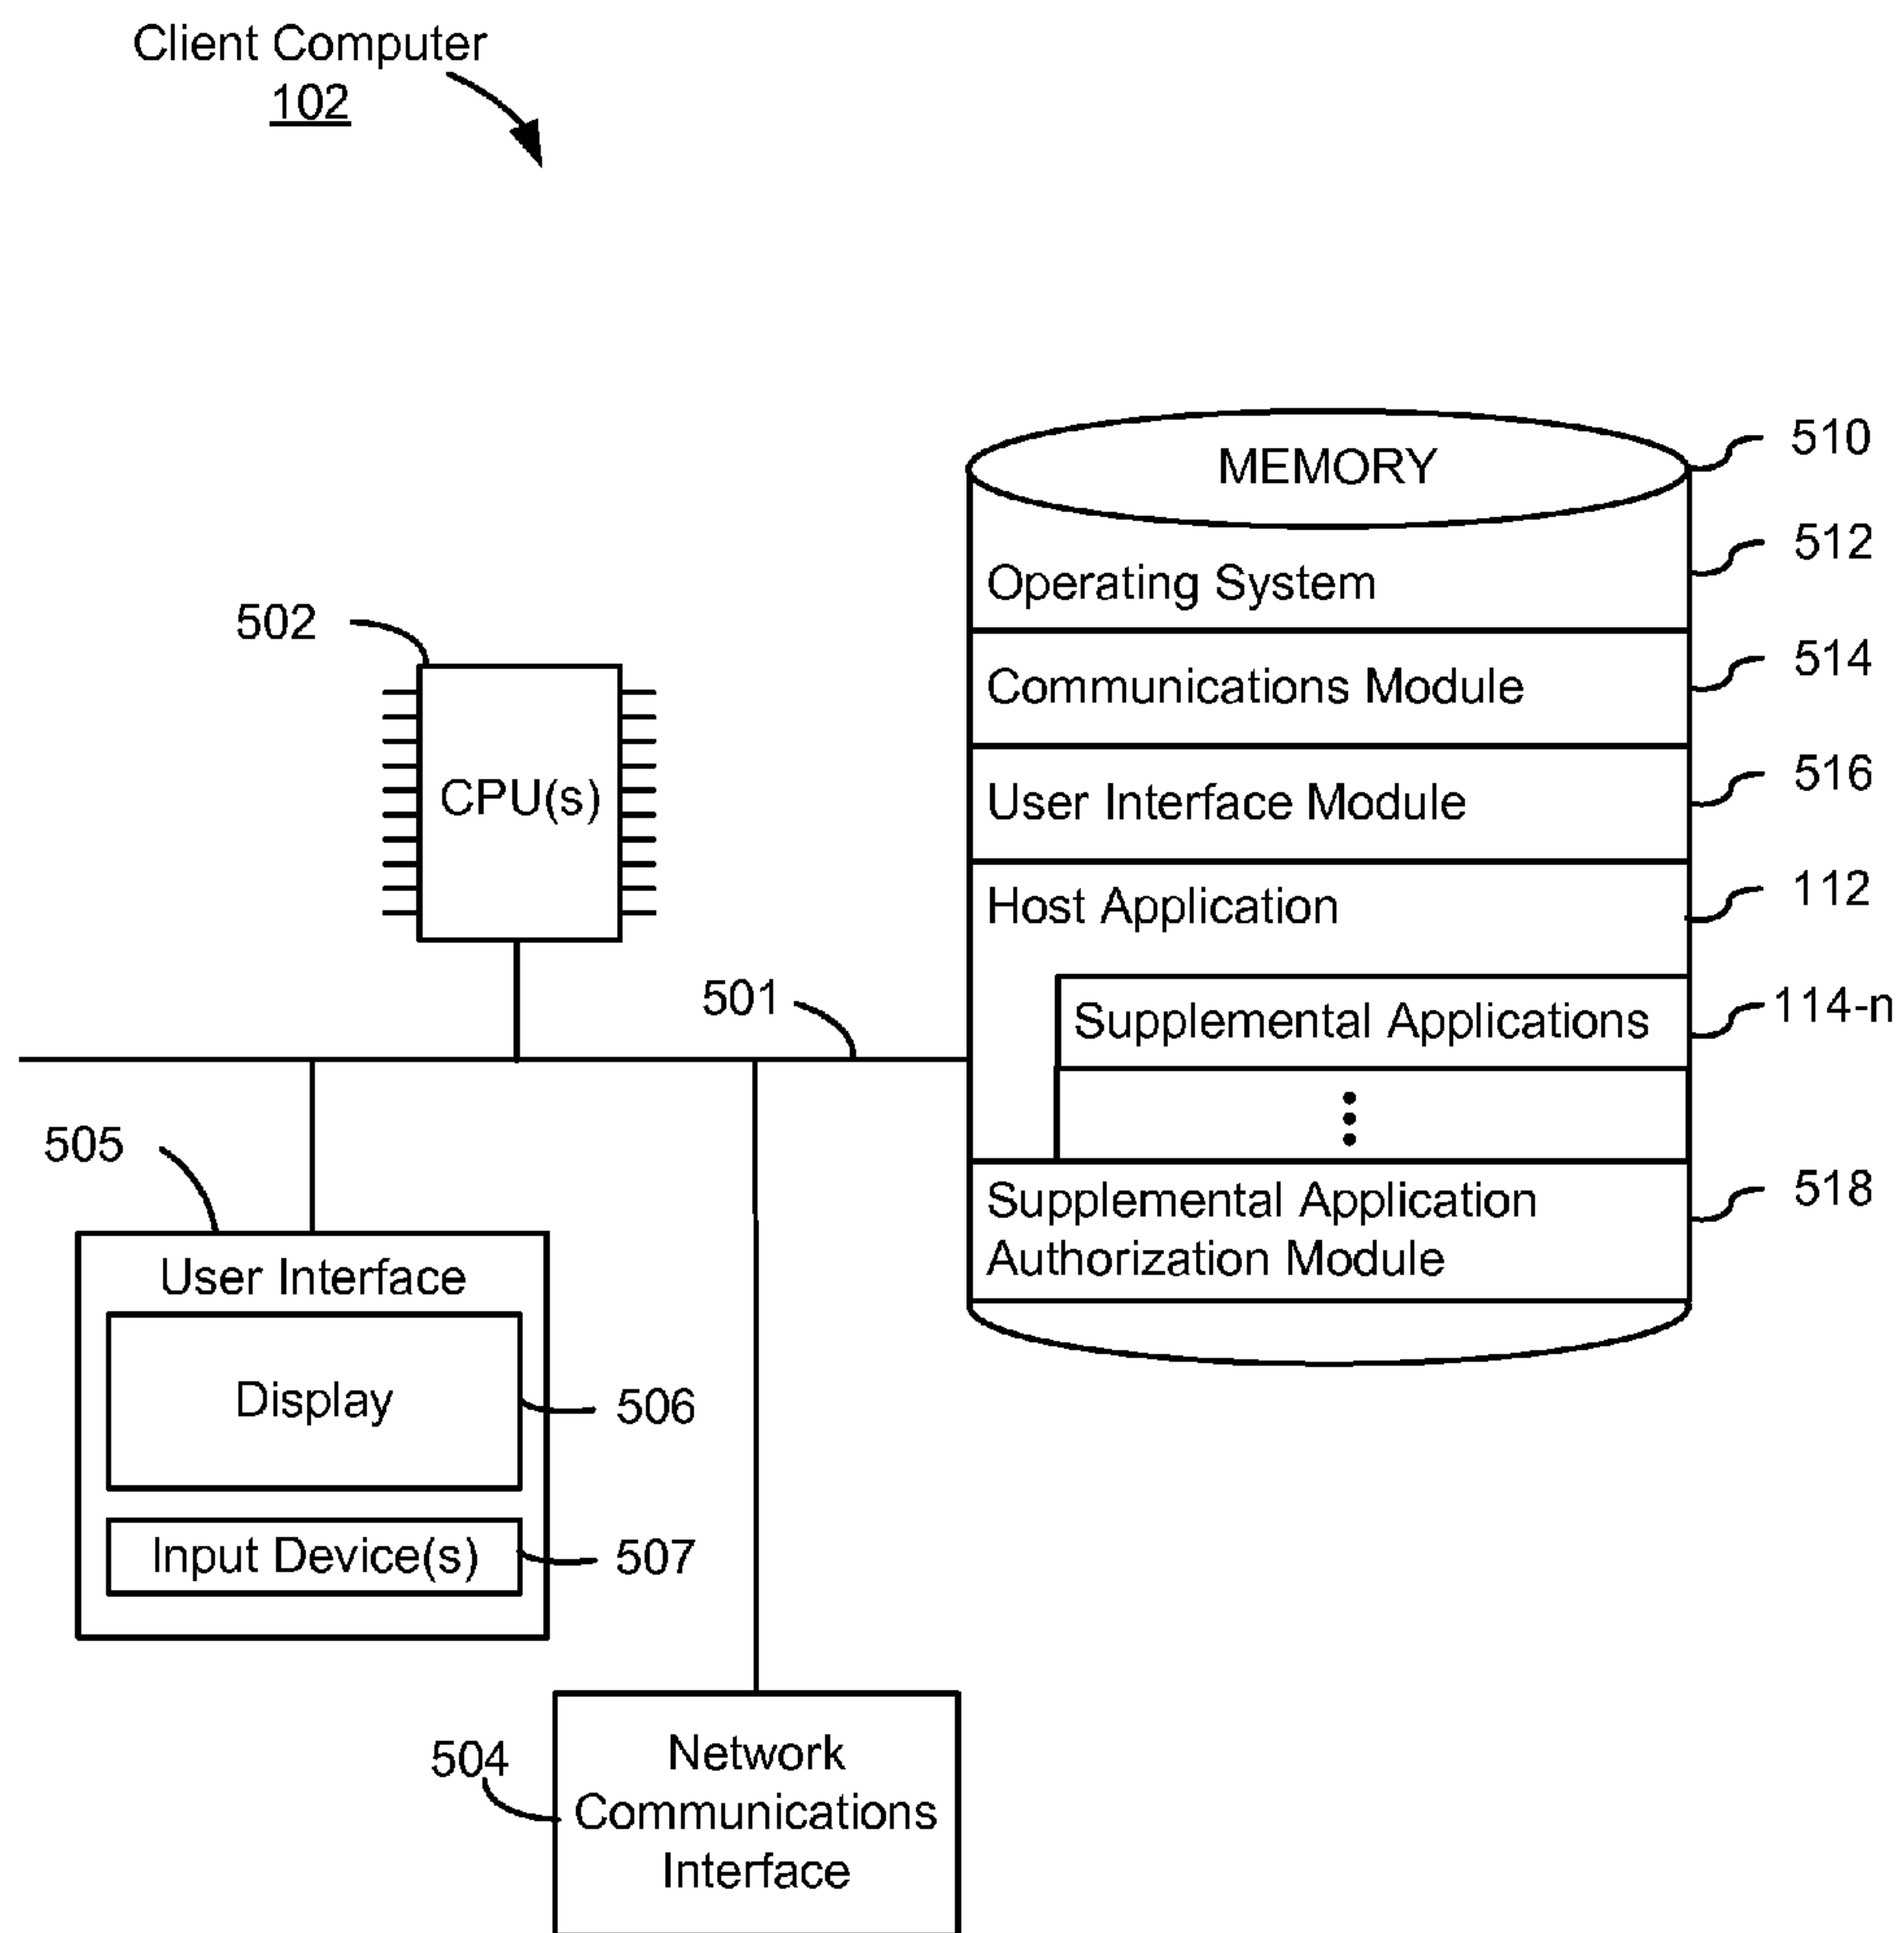 Client Computer
102
MEMORY
510
Operating System
512
Communications Module
514
User Interface Module
516
Host Application
112
Supplemental Applications
114-n
Supplemental Application
Authorization Module
518
502
CPU(s)
501
505
User Interface
Display
506
Input Device(s)
507
504
Network
Communications
Interface